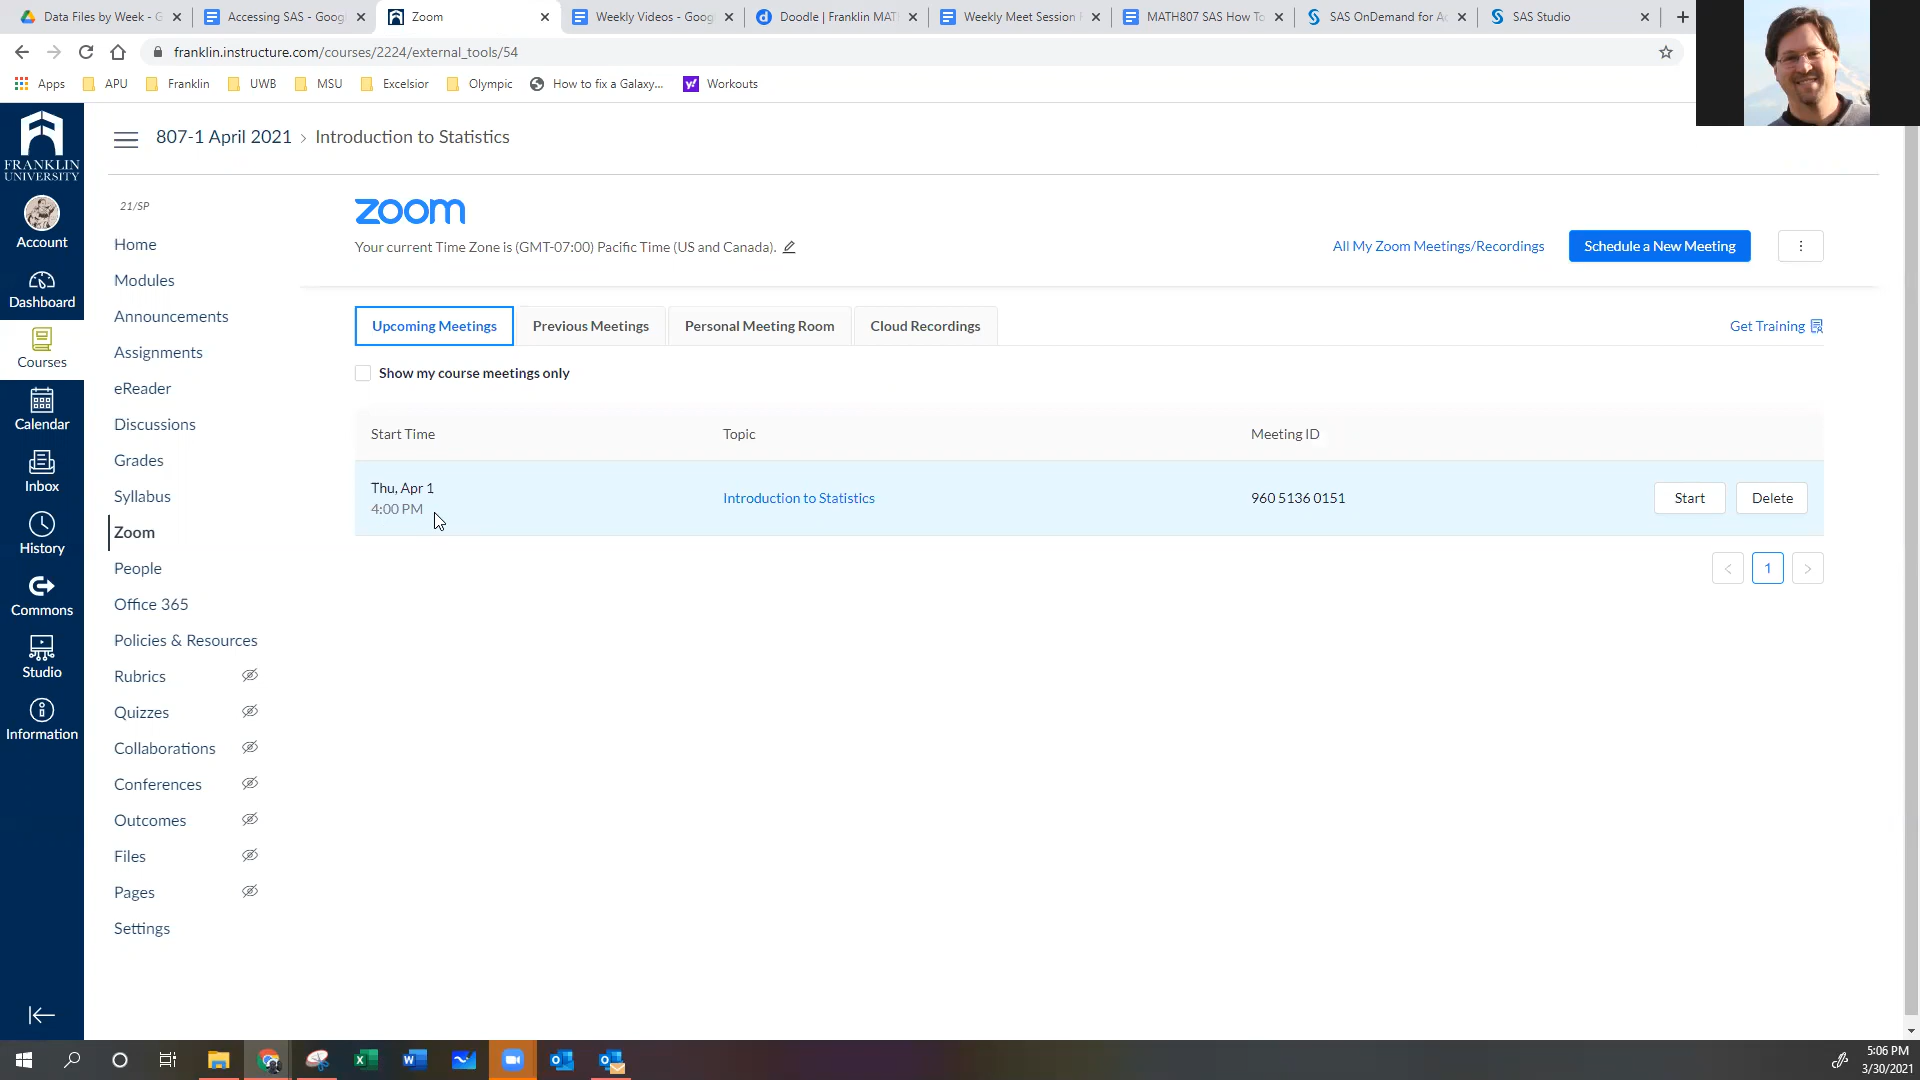 Data Files by Week - G
Accessing SAS - Googl
Zoom
Weekly Videos - Goog
Doodle | Franklin MAT
Weekly Meet Session F
MATH807 SAS How To
SAS OnDemand for Ac
SAS Studio
franklin.instructure.com/courses/2224/external_tools/54
Apps
APU
Franklin
UWB
MSU
Excelsior
Olympic
How to fix a Galaxy...
Workouts
FRANKLIN
UNIVERSITY
Account
Dashboard
Courses
Calendar
Inbox
History
Commons
Studio
Information
807-1 April 2021 > Introduction to Statistics
21/SP
Home
Modules
Announcements
Assignments
eReader
Discussions
Grades
Syllabus
Zoom
People
Office 365
Policies & Resources
Rubrics
Quizzes
Collaborations
Conferences
Outcomes
Files
Pages
Settings
zoom
Your current Time Zone is (GMT-07:00) Pacific Time (US and Canada).
All My Zoom Meetings/Recordings
Schedule a New Meeting
Upcoming Meetings
Previous Meetings
Personal Meeting Room
Cloud Recordings
Get Training
Show my course meetings only
Start Time
Topic
Meeting ID
Thu, Apr 1
4:00 PM
Introduction to Statistics
960 5136 0151
Start
Delete
< 1 >
5:06 PM
3/30/2021